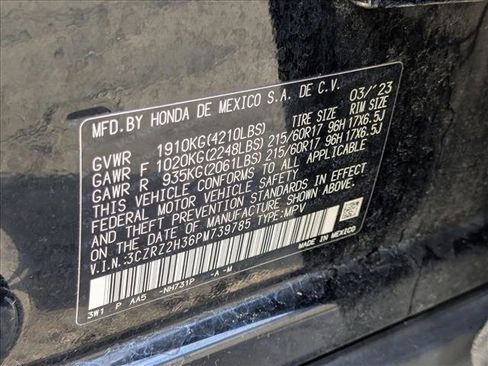 MFD.BY HONDA DE MEXICO S.A. DE C.V. 03/'23
TIRE SIZE RIM SIZE
GVWR 1910KG(4210LBS)
GAWR F 1020KG(2248LBS) 215/60R17 96H 17X6.5J
GAWR R 935KG(2061LBS) 215/60R17 96H 17X6.5J
THIS VEHICLE CONFORMS TO ALL APPLICABLE
FEDERAL MOTOR VEHICLE SAFETY
AND THEFT PREVENTION STANDARDS IN EFFECT
ON THE DATE OF MANUFACTURE SHOWN ABOVE.
V.I.N.:3CZRZ2H36PM739785 TYPE:MPV
MADE IN MEXICO
3W1 P AA5 -NH731P -A -M